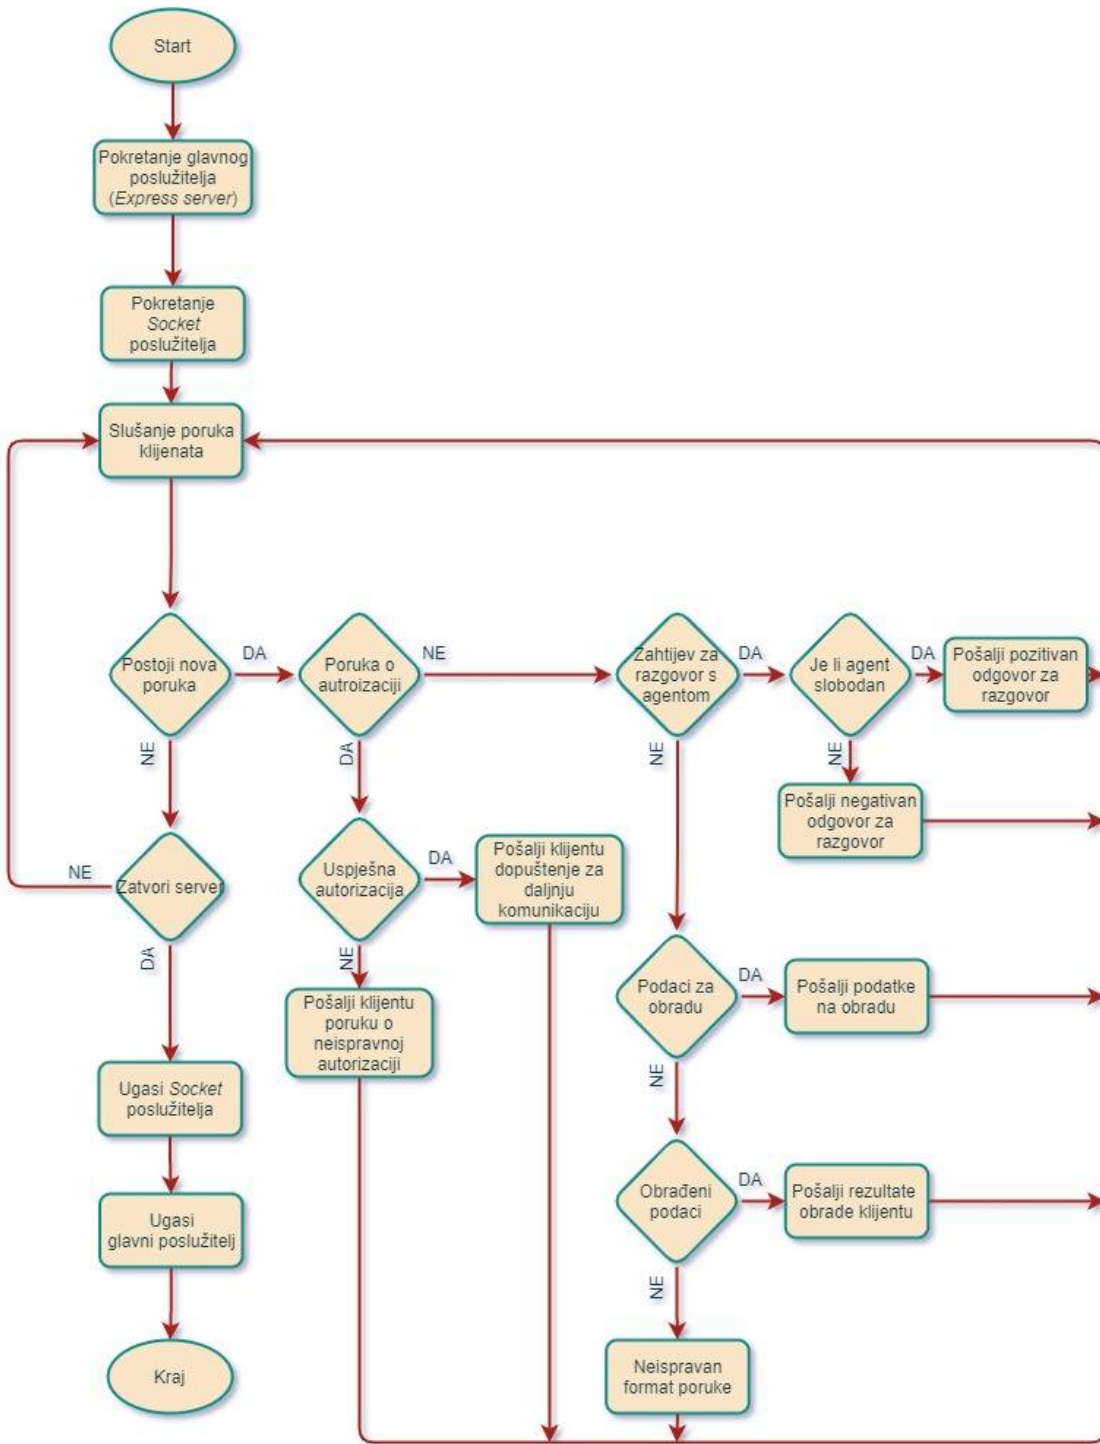 Start
Pokretanje glavnog
poslužitelja
(Express server)
Pokretanje
Socket
poslužitelja
Slušanje poruka
klijenata
Postoji nova
poruka
DA
NE
Poruka o
autroizaciji
NE
DA
Zahtijev za
razgovor s
agentom
DA
NE
Je li agent
slobodan
DA
NE
Pošalji pozitivan
odgovor za
razgovor
Pošalji negativan
odgovor za
razgovor
Zatvori server
NE
DA
Uspješna
autorizacija
DA
NE
Pošalji klijentu
dopuštenje za
daljnju
komunikaciju
Pošalji klijentu
poruku o
neispravnoj
autorizaciji
Podaci za
obradu
DA
NE
Pošalji podatke
na obradu
Ugasi Socket
poslužitelja
Obrađeni
podaci
DA
NE
Pošalji rezultate
obrade klijentu
Ugasi
glavni poslužitelj
Neispravan
format poruke
Kraj